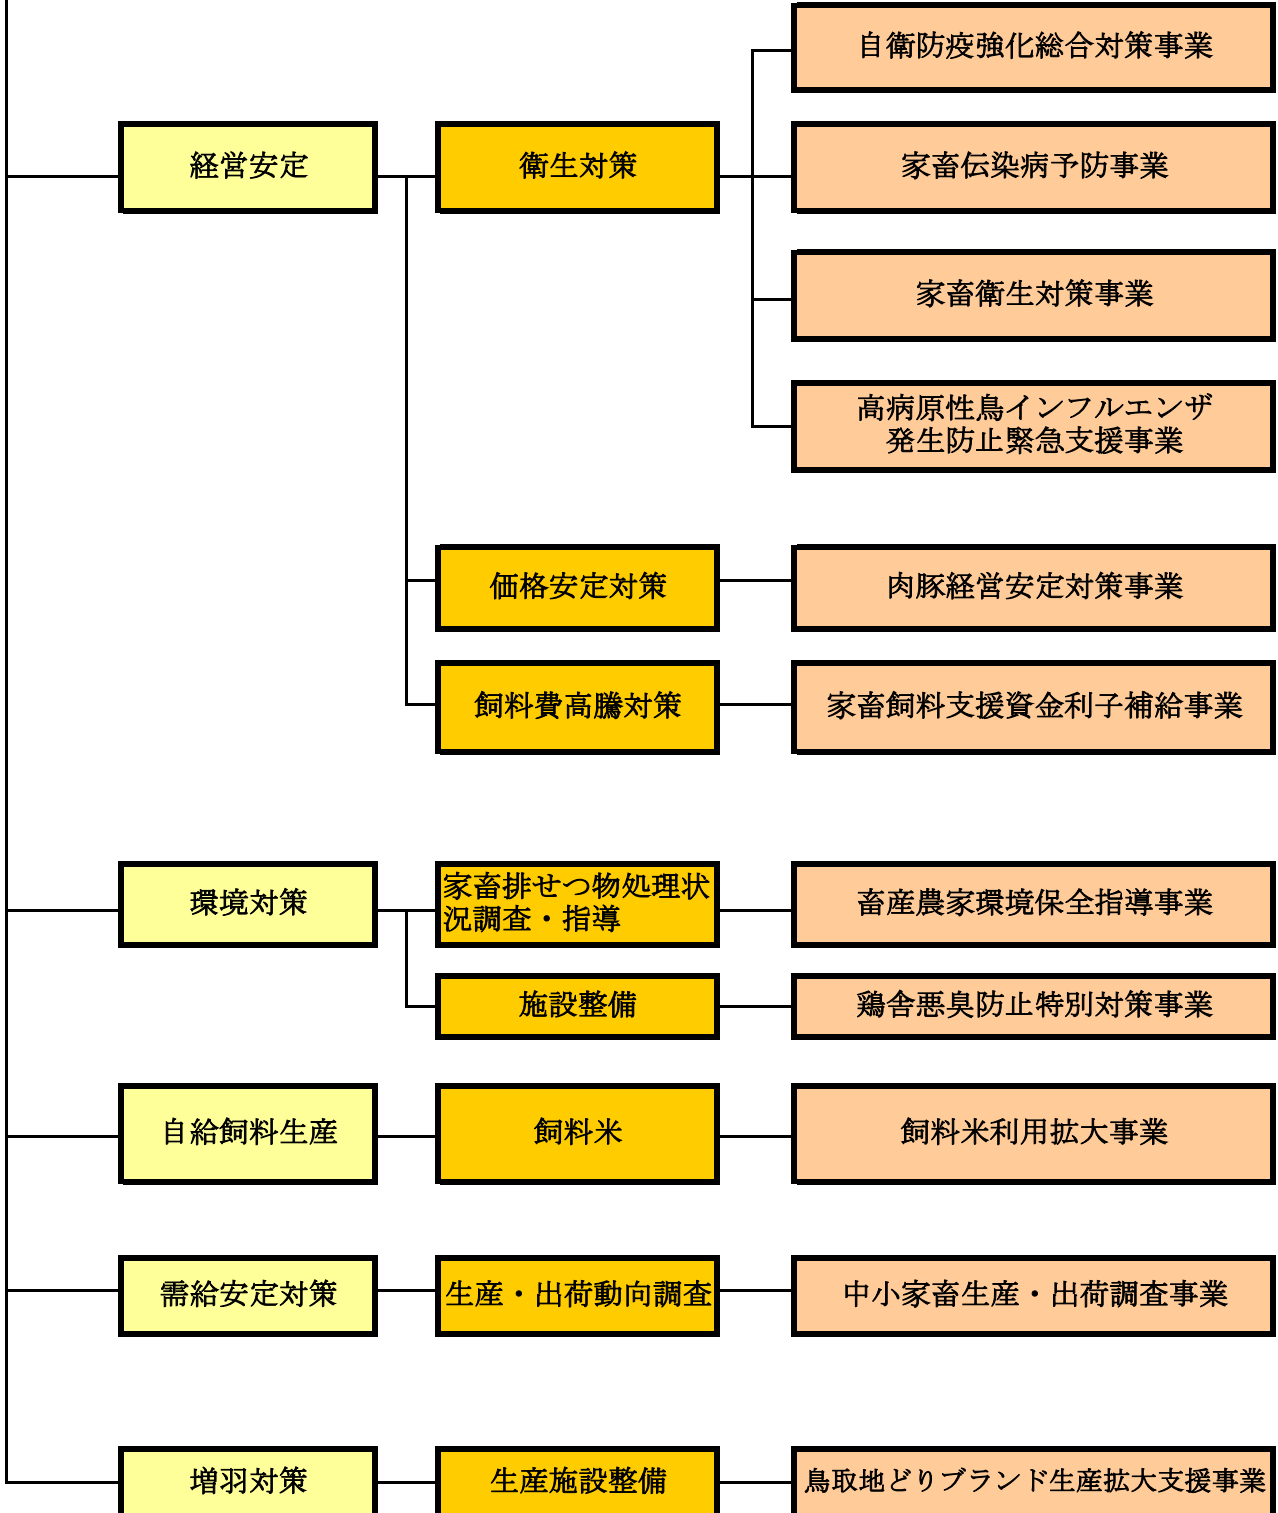 自衛防疫強化総合対策事業
経営安定
衛生対策
家畜伝染病予防事業
家畜衛生対策事業
高病原性鳥インフルエンザ
発生防止緊急支援事業
価格安定対策
肉豚経営安定対策事業
飼料費高騰対策
家畜飼料支援資金利子補給事業
環境対策
家畜排せつ物処理状
況調査・指導
畜産農家環境保全指導事業
施設整備
鶏舎悪臭防止特別対策事業
自給飼料生産
飼料米
飼料米利用拡大事業
需給安定対策
生産・出荷動向調査
中小家畜生産・出荷調査事業
増羽対策
生産施設整備
鳥取地どりブランド生産拡大支援事業